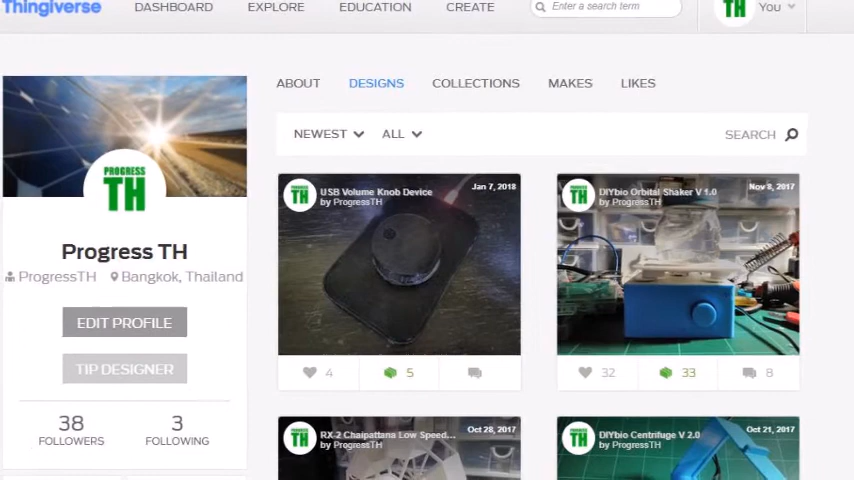 Thingiverse DASHBOARD EXPLORE EDUCATION CREATE Enter a search term TH You
ABOUT DESIGNS COLLECTIONS MAKES LIKES
NEWEST ALL SEARCH
PROGRESS
TH
Progress TH
ProgressTH Bangkok, Thailand
EDIT PROFILE
TIP DESIGNER
38 3
FOLLOWERS FOLLOWING
USB Volume Knob Device Jan 7, 2018
by ProgressTH
4 5
DIYbio Orbital Shaker V 1.0 Nov 8, 2017
by ProgressTH
32 33 8
RX-2 Chaipattana Low Speed... Oct 28, 2017
by ProgressTH
DIYbio Centrifuge V 2.0 Oct 21, 2017
by ProgressTH